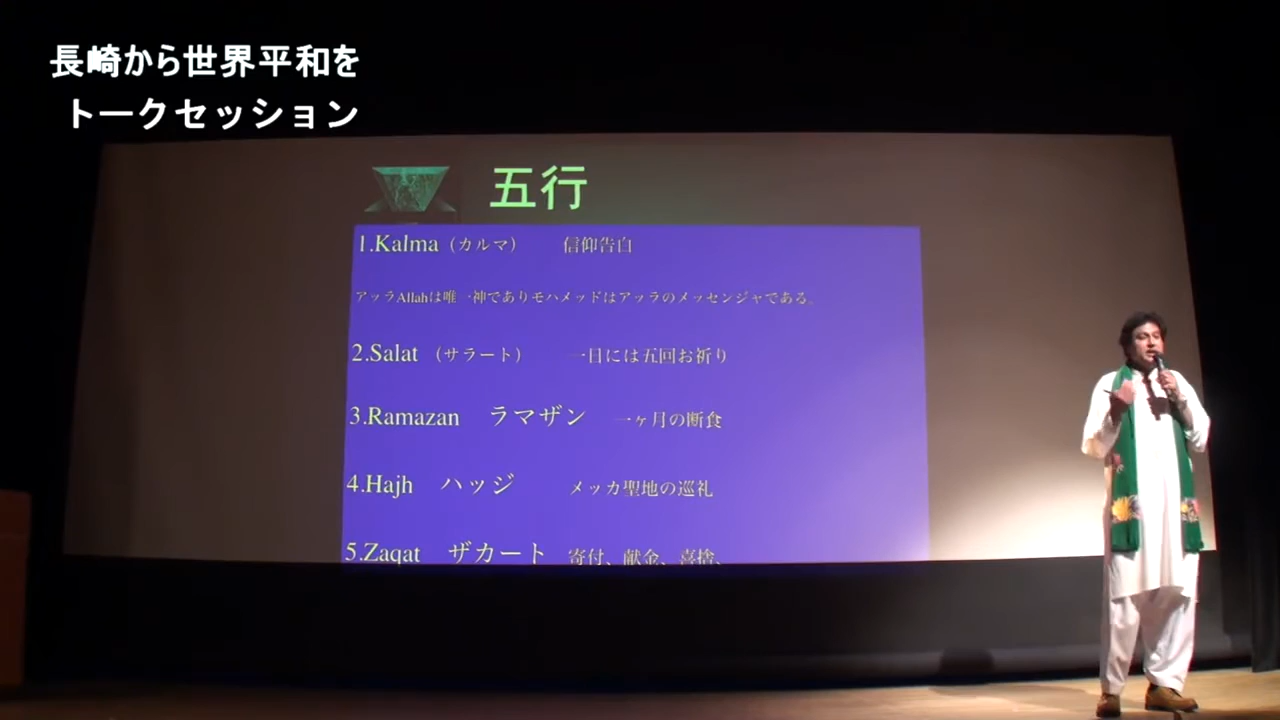 長崎から世界平和を
トークセッション
五行
1.Kalma（カルマ） 信仰告白
アッラAllahは唯一神でありモハメッドはアッラのメッセンジャである。
2.Salat （サラート） 一日には五回お祈り
3.Ramazan ラマザン 一ヶ月の断食
4.Hajh ハッジ メッカ聖地の巡礼
5.Zaqat ザカート 寄付、献金、喜捨、